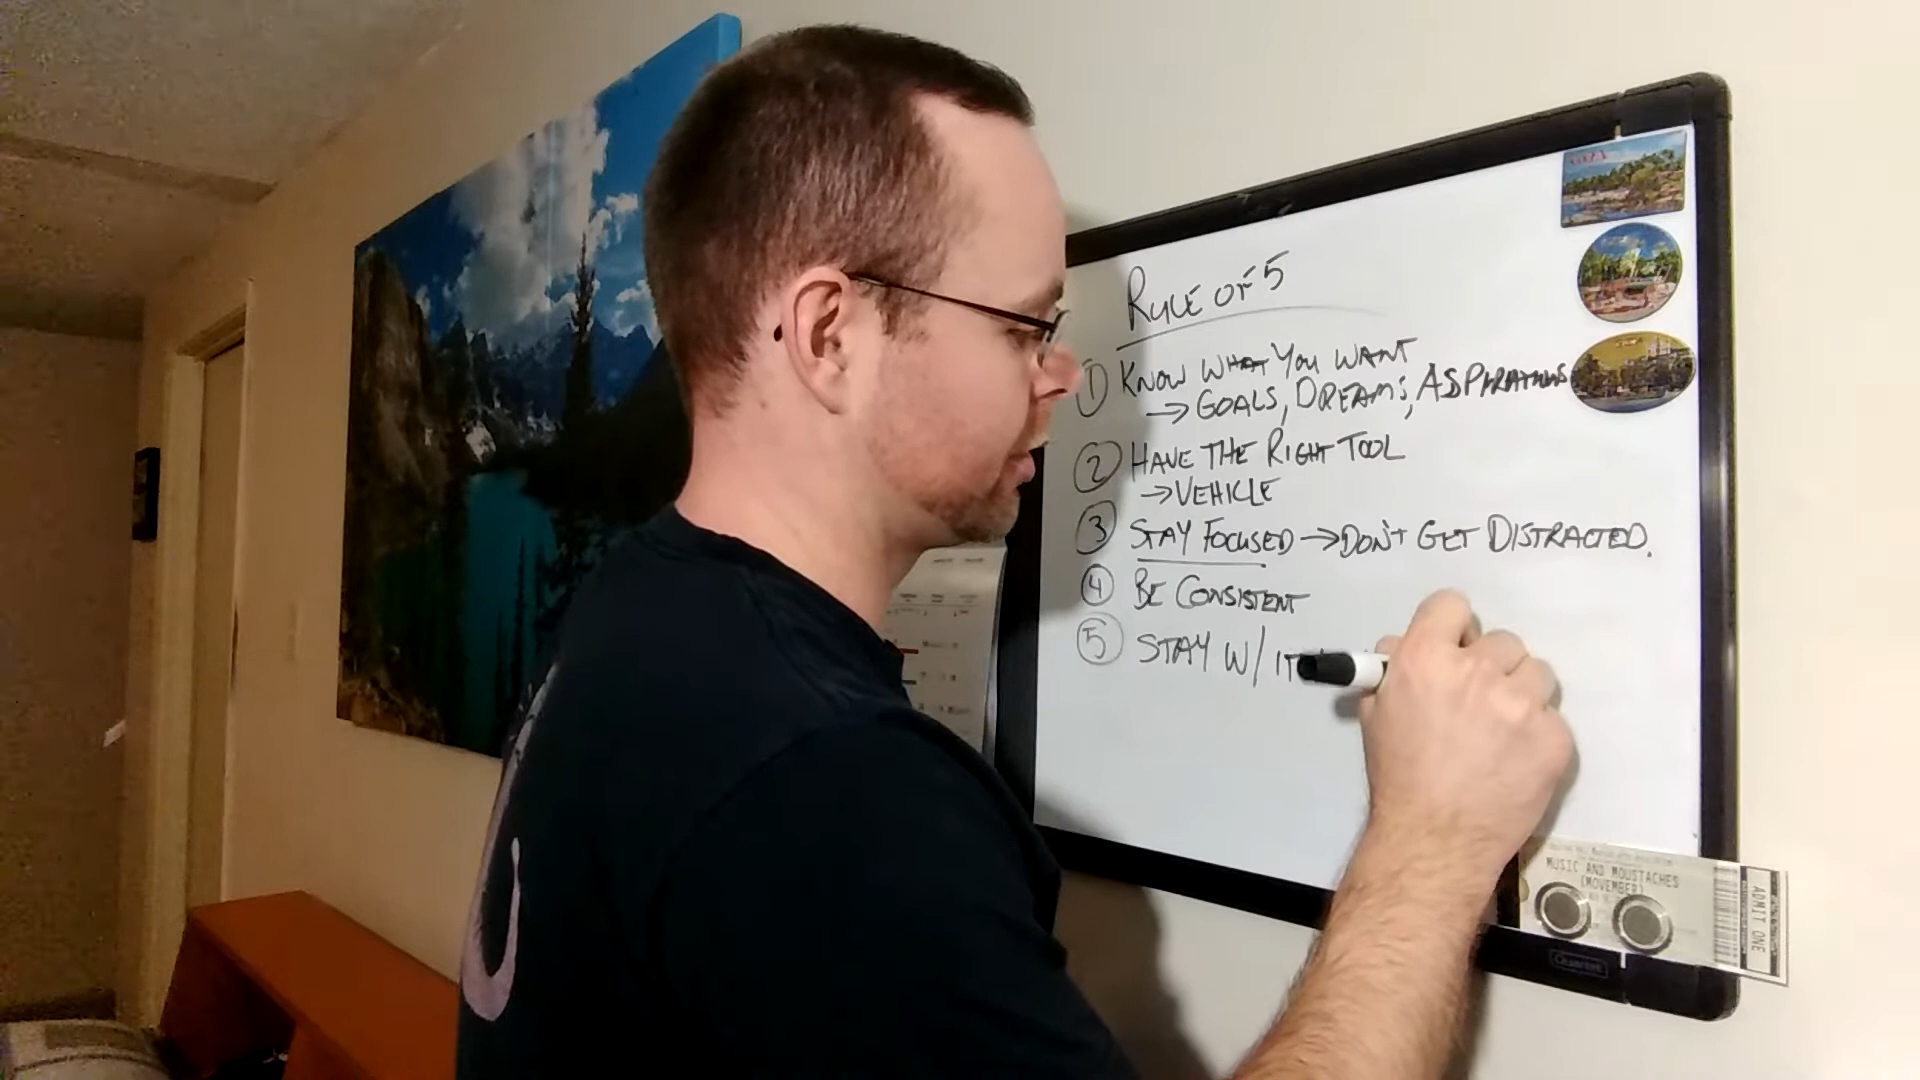 RULE OF 5
① KNOW WHAT YOU WANT
→ GOALS, DREAMS, ASPIRATIONS
② HAVE THE RIGHT TOOL
→ VEHICLE
③ STAY FOCUSED → DON'T GET DISTRACTED.
④ BE CONSISTENT
⑤ STAY W/ IT
MUSIC AND MOUSTACHES
(MOVEMBER)
ADMIT ONE
Quartet